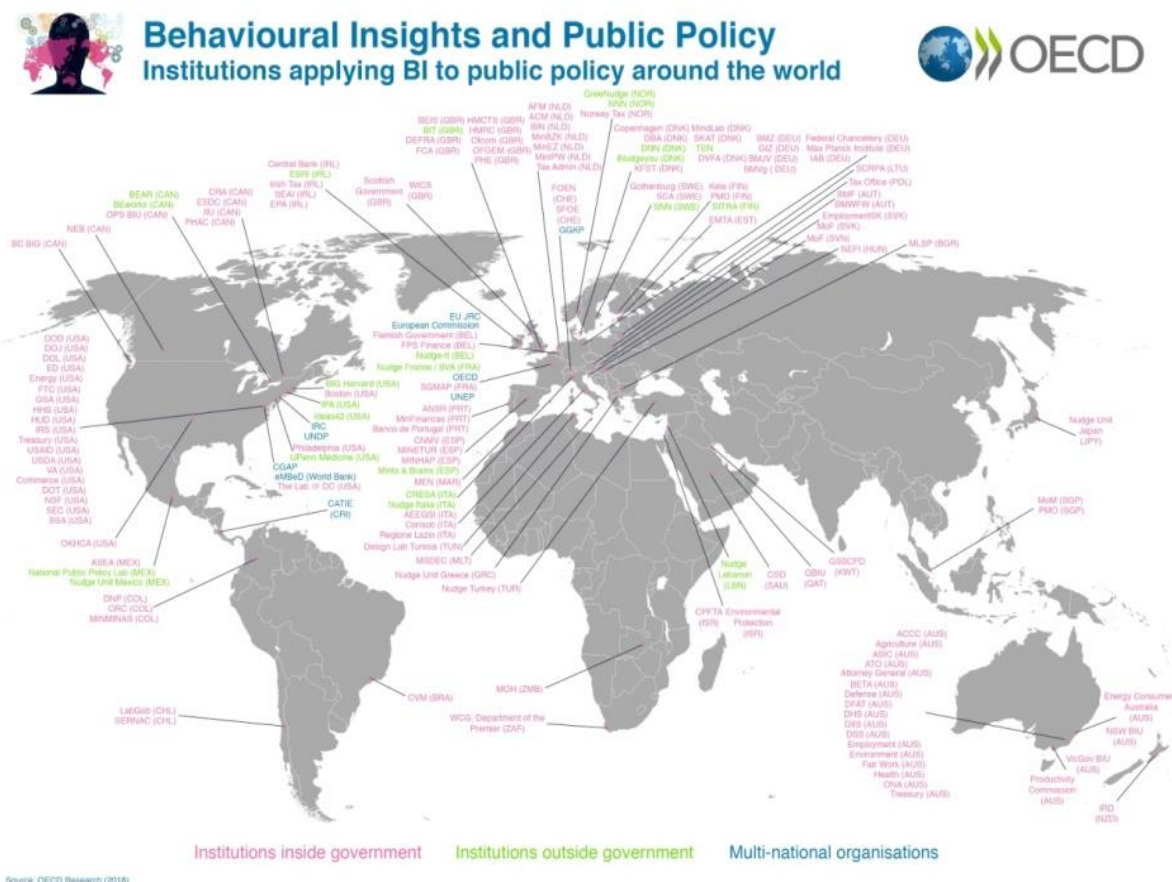 Behavioural Insights and Public Policy
Institutions applying BI to public policy around the world
OECD
GreeNudge (NOR)
NNN (NOR)
Norway Tax (NOR)
AFM (NLD)
ACM (NLD)
BIN (NLD)
MinBZK (NLD)
MinEZ (NLD)
MinIPW (NLD)
Tax Admin (NLD)
BEIS (GBR) HMCTS (GBR)
BIT (GBR) HMRC (GBR)
DEFRA (GBR) Ofcom (GBR)
FCA (GBR) OFGEM (GBR)
PHE (GBR)
Copenhagen (DNK) MindLab (DNK)
DBA (DNK) SKAT (DNK) TEN
DNN (DNK)
iNudgeyou (DNK) DVFA (DNK)
KFST (DNK)
BMZ (DEU) Federal Chancellery (DEU)
GIZ (DEU) Max Planck Institute (DEU)
BMJV (DEU) IAB (DEU)
BMVg (DEU)
SCRPA (LTU)
Tax Office (POL)
BMF (AUT)
BMWFW (AUT)
EmploymentSK (SVK)
MoF (SVK)
MoF (SVN)
NEFI (HUN)
MLSP (BGR)
Gothenburg (SWE) Kela (FIN)
SCA (SWE) PMO (FIN)
SNN (SWE) SITRA (FIN)
EMTA (EST)
FOEN
(CHE)
SFOE
(CHE)
GGKP
Central Bank (IRL)
ESRI (IRL)
Irish Tax (IRL)
SEAI (IRL)
EPA (IRL)
Scottish
Government
(GBR)
WICS
(GBR)
BEAR (CAN)
BEworks (CAN)
OPS BIU (CAN)
CRA (CAN)
ESDC (CAN)
IIU (CAN)
PHAC (CAN)
NEB (CAN)
BC BIG (CAN)
DOD (USA)
DOJ (USA)
DOL (USA)
ED (USA)
Energy (USA)
FTC (USA)
GSA (USA)
HHS (USA)
HUD (USA)
IRS (USA)
Treasury (USA)
USAID (USA)
USDA (USA)
VA (USA)
Commerce (USA)
DOT (USA)
NSF (USA)
SEC (USA)
SSA (USA)
OKHCA (USA)
BIG Harvard (USA)
Boston (USA)
IPA (USA)
ideas42 (USA)
IRC
UNDP
Philadelphia (USA)
UPenn Medicine (USA)
CGAP
eMBeD (World Bank)
The Lab @ DC (USA)
CATIE
(CRI)
EU JRC
European Commission
Flemish Government (BEL)
FPS Finance (BEL)
Nudge-it (BEL)
Nudge France / BVA (FRA)
OECD
SGMAP (FRA)
UNEP
ANSR (PRT)
MinFinances (PRT)
Banco de Portugal (PRT)
CNMV (ESP)
MINETUR (ESP)
MINHAP (ESP)
Mints & Brains (ESP)
MEN (MAR)
CRESA (ITA)
Nudge Italia (ITA)
AEEGSI (ITA)
Consob (ITA)
Regione Lazio (ITA)
Design Lab Tunisia (TUN)
MSDEC (MLT)
Nudge Unit Greece (GRC)
Nudge Turkey (TUR)
ASEA (MEX)
National Public Policy Lab (MEX)
Nudge Unit Mexico (MEX)
DNP (COL)
CRC (COL)
MINMINAS (COL)
LabGob (CHL)
SERNAC (CHL)
CVM (BRA)
MOH (ZMB)
WCG, Department of the
Premier (ZAF)
Nudge
Lebanon
(LBN)
CSD
(SAU)
QBIU
(QAT)
GSSCPD
(KWT)
CPFTA
(ISR)
Environmental
Protection
(ISR)
Nudge Unit
Japan
(JPY)
MoM (SGP)
PMO (SGP)
ACCC (AUS)
Agriculture (AUS)
ASIC (AUS)
ATO (AUS)
Attorney General (AUS)
BETA (AUS)
Defense (AUS)
DFAT (AUS)
DHS (AUS)
DIIS (AUS)
DSS (AUS)
Employment (AUS)
Environment (AUS)
Fair Work (AUS)
Health (AUS)
ONA (AUS)
Treasury (AUS)
Energy Consumer
Australia
(AUS)
NSW BIU
(AUS)
VicGov BIU
(AUS)
Productivity
Commission
(AUS)
IRD
(NZD)
Institutions inside government Institutions outside government Multi-national organisations
Source: OECD Research (2018)